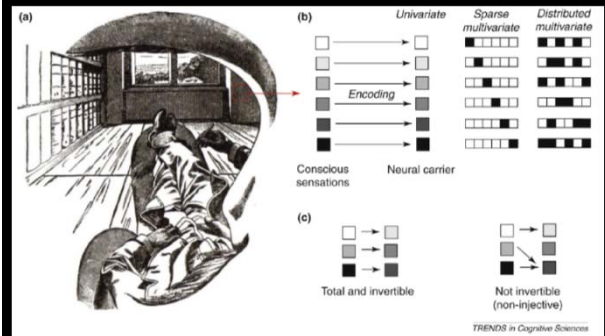 (a)
(b)
Univariate
Sparse
multivariate
Distributed
multivariate
Encoding
Conscious
sensations
Neural carrier
(c)
Total and invertible
Not invertible
(non-injective)
TRENDS in Cognitive Sciences